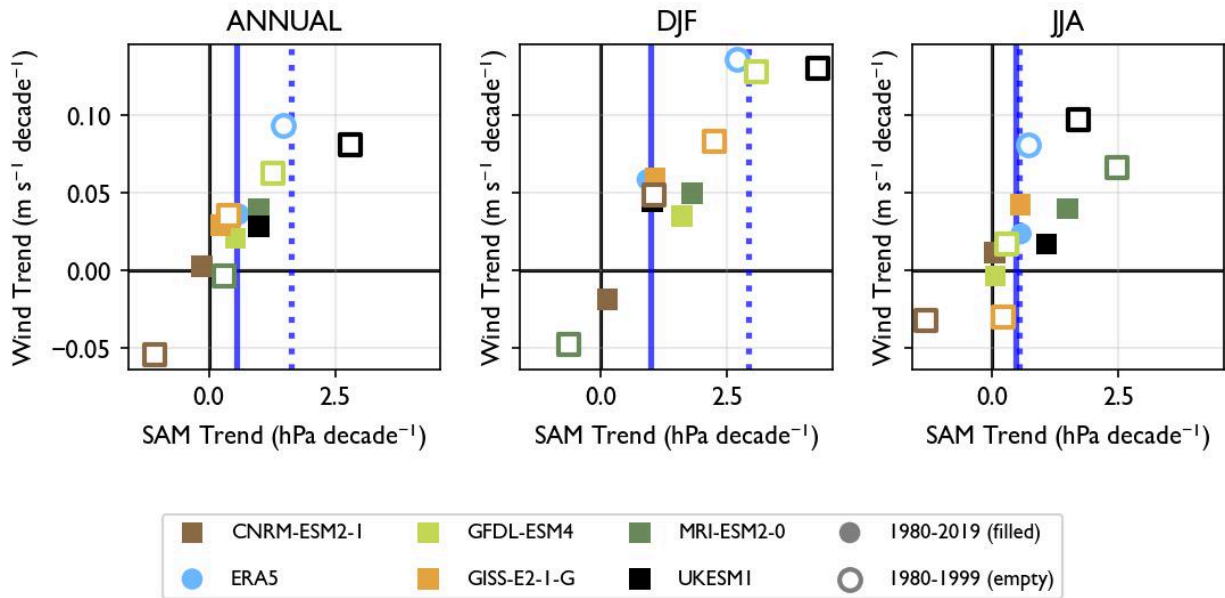 ANNUAL
DJF
JJA
Wind Trend (m s⁻¹ decade⁻¹)
0.10
0.05
0.00
−0.05
0.0 2.5
SAM Trend (hPa decade⁻¹)
Wind Trend (m s⁻¹ decade⁻¹)
0.0 2.5
SAM Trend (hPa decade⁻¹)
Wind Trend (m s⁻¹ decade⁻¹)
0.0 2.5
SAM Trend (hPa decade⁻¹)
CNRM-ESM2-1 GFDL-ESM4 MRI-ESM2-0 1980-2019 (filled)
ERA5 GISS-E2-1-G UKESM1 1980-1999 (empty)